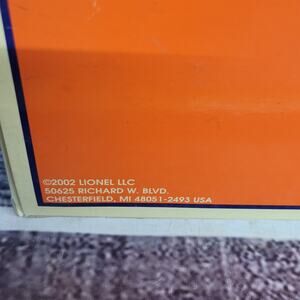 ©2002 LIONEL LLC
50625 RICHARD W. BLVD.
CHESTERFIELD, MI 48051-2493 USA